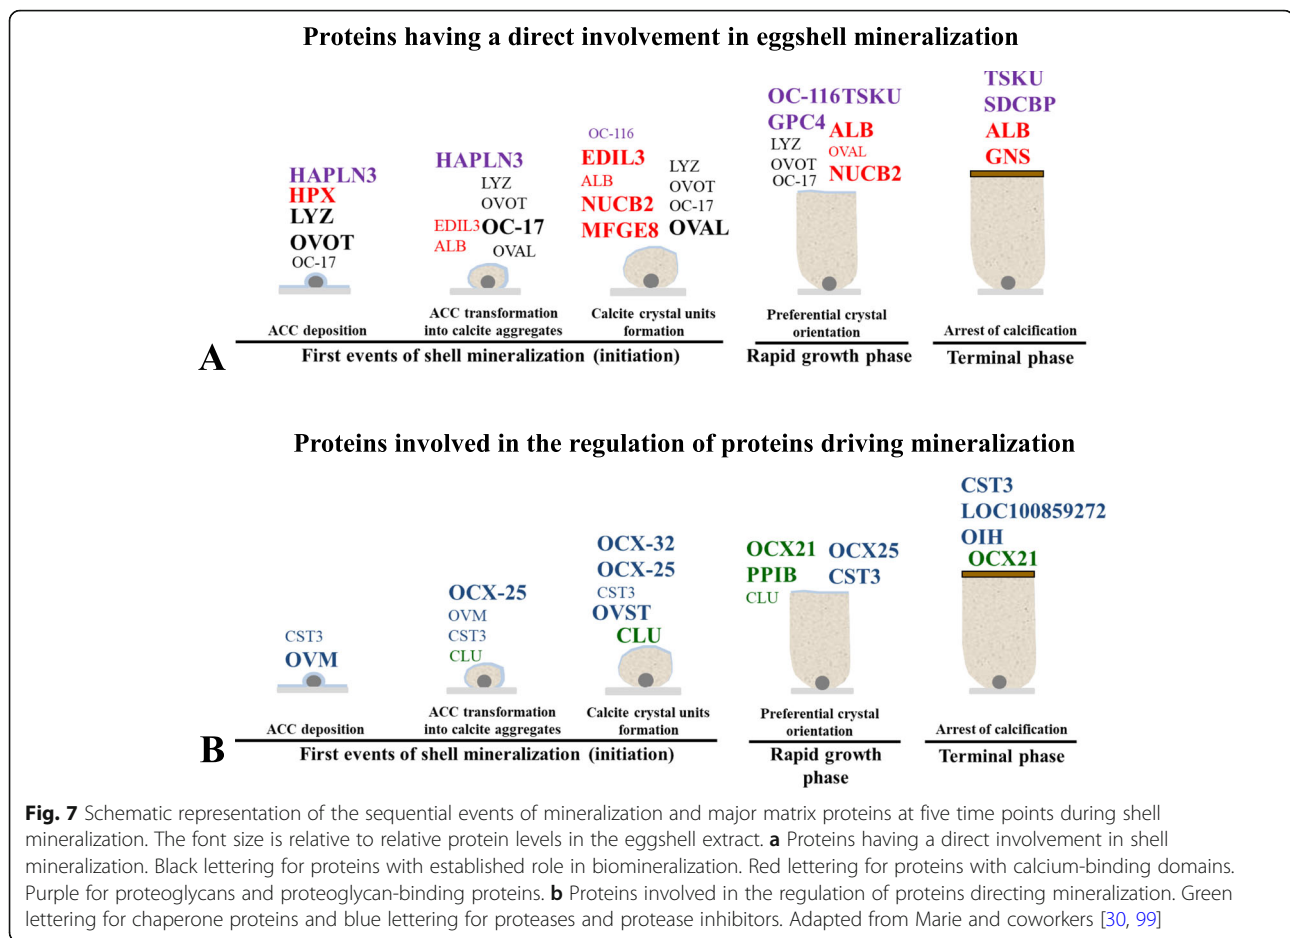 Proteins having a direct involvement in eggshell mineralization
HAPLN3
HPX
LYZ
OVOT
OC-17
HAPLN3
LYZ
OVOT
EDIL3 OC-17
ALB OVAL
OC-116
EDIL3
ALB
NUCB2
MFGE8
LYZ
OVOT
OC-17
OVAL
OC-116 TSKU
GPC4 ALB
LYZ
OVAL
OVOT
NUCB2
OC-17
TSKU
SDCBP
ALB
GNS
ACC deposition
ACC transformation
into calcite aggregates
Calcite crystal units
formation
Preferential crystal
orientation
Arrest of calcification
A
First events of shell mineralization (initiation)
Rapid growth phase
Terminal phase
Proteins involved in the regulation of proteins driving mineralization
CST3
OVM
OCX-25
OVM
CST3
CLU
OCX-32
OCX-25
CST3
OVST
CLU
OCX21
PPIB
CLU
OCX25
CST3
CST3
LOC100859272
OIH
OCX21
ACC deposition
ACC transformation
into calcite aggregates
Calcite crystal units
formation
Preferential crystal
orientation
Arrest of calcification
B
First events of shell mineralization (initiation)
Rapid growth
phase
Terminal phase
Fig. 7 Schematic representation of the sequential events of mineralization and major matrix proteins at five time points during shell
mineralization. The font size is relative to relative protein levels in the eggshell extract. a Proteins having a direct involvement in shell
mineralization. Black lettering for proteins with established role in biomineralization. Red lettering for proteins with calcium-binding domains.
Purple for proteoglycans and proteoglycan-binding proteins. b Proteins involved in the regulation of proteins directing mineralization. Green
lettering for chaperone proteins and blue lettering for proteases and protease inhibitors. Adapted from Marie and coworkers [30, 99]